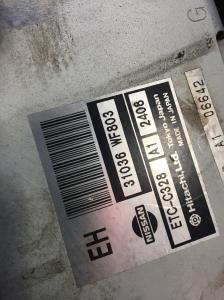 EH
31036 WF803
NISSAN
ETC-C328 A1 2408
Hitachi, Ltd. Tokyo Japan
MADE IN JAPAN
A1 06642
G